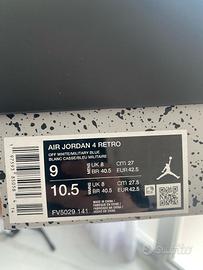 AIR JORDAN 4 RETRO
OFF WHITE/MILITARY BLUE
BLANC CASSE/BLEU MILITAIRE
9 UK 8 cm 27
BR 40.5 EUR 42.5
10.5 UK 8 cm 27.5
BR 40.5 EUR 42.5
FV5029 141